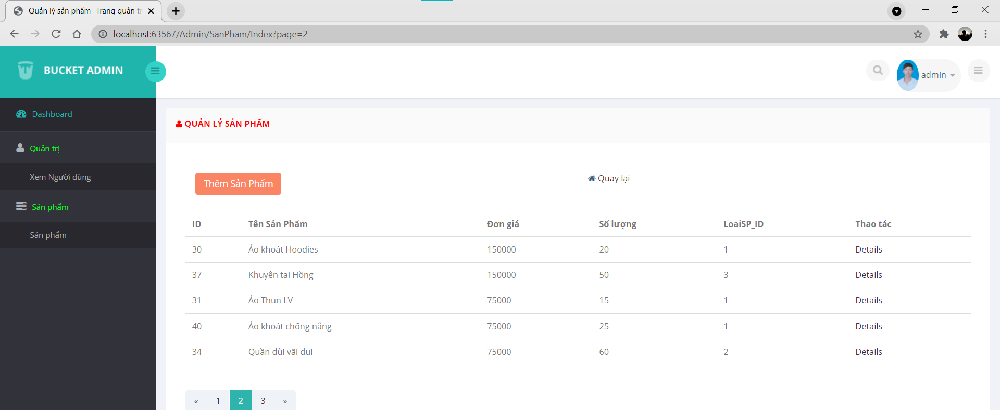 Quản lý sản phẩm- Trang quản tr
localhost:63567/Admin/SanPham/Index?page=2
BUCKET ADMIN
admin
Dashboard
Quản trị
Xem Người dùng
Sản phẩm
Sản phẩm
QUẢN LÝ SẢN PHẨM
Thêm Sản Phẩm
Quay lại
ID Tên Sản Phẩm Đơn giá Số lượng LoaiSP_ID Thao tác
30 Áo khoát Hoodies 150000 20 1 Details
37 Khuyên tai Hồng 150000 50 3 Details
31 Áo Thun LV 75000 15 1 Details
40 Áo khoát chống nắng 75000 25 1 Details
34 Quần dùi vãi dui 75000 60 2 Details
« 1 2 3 »